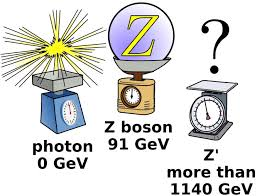 Z
?
photon
0 GeV
Z boson
91 GeV
Z'
more than
1140 GeV